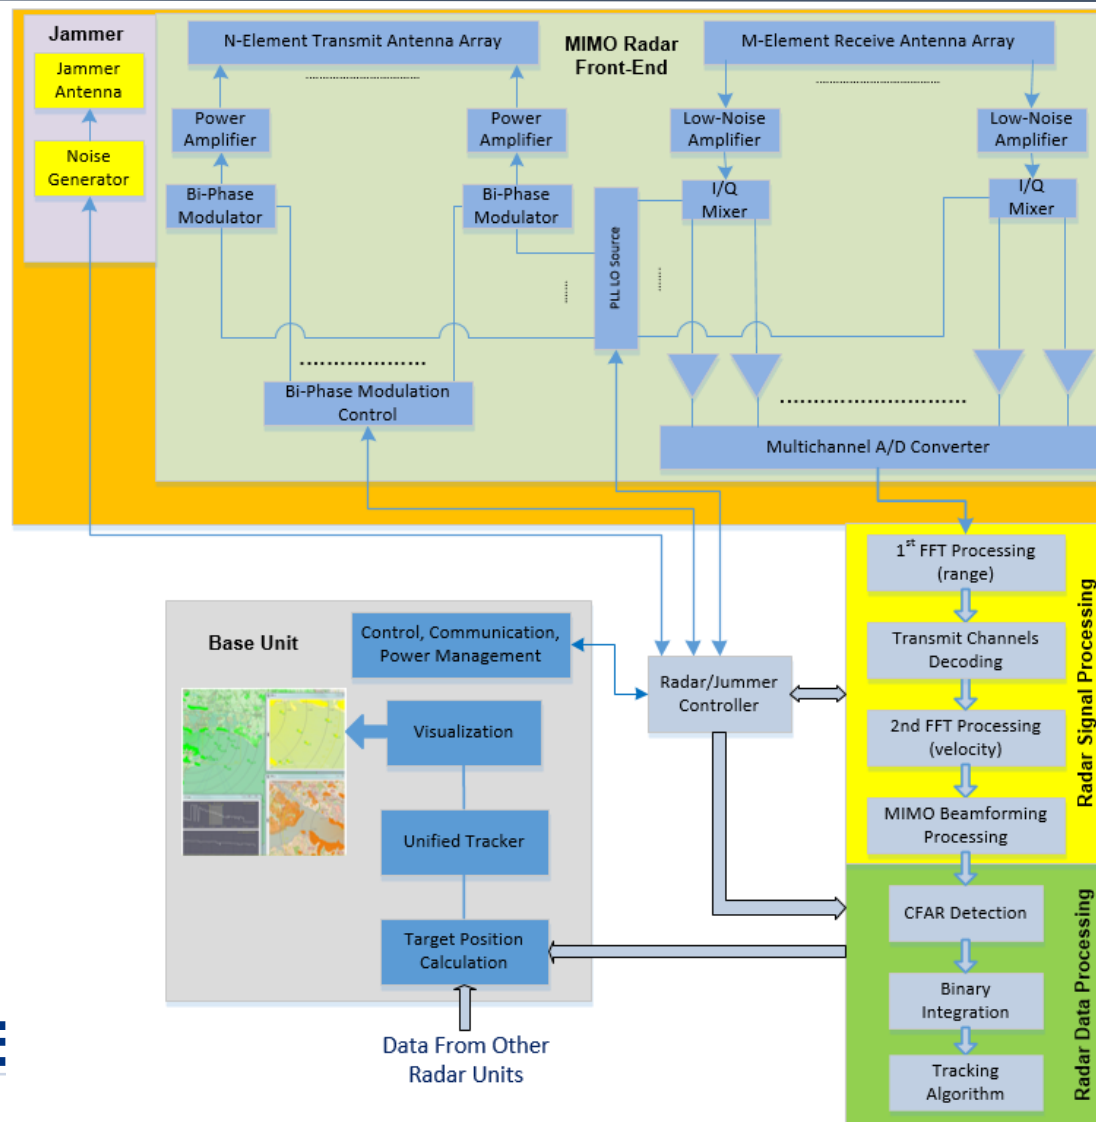 Jammer
Jammer
Antenna
Noise
Generator
N-Element Transmit Antenna Array
MIMO Radar
Front-End
M-Element Receive Antenna Array
Power
Amplifier
Power
Amplifier
Low-Noise
Amplifier
Low-Noise
Amplifier
Bi-Phase
Modulator
Bi-Phase
Modulator
I/Q
Mixer
I/Q
Mixer
PLL LO Source
Bi-Phase Modulation
Control
Multichannel A/D Converter
1st FFT Processing
(range)
Transmit Channels
Decoding
2nd FFT Processing
(velocity)
MIMO Beamforming
Processing
Radar Signal Processing
Base Unit
Control, Communication,
Power Management
Visualization
Unified Tracker
Target Position
Calculation
Radar/Jummer
Controller
CFAR Detection
Binary
Integration
Tracking
Algorithm
Radar Data Processing
Data From Other
Radar Units